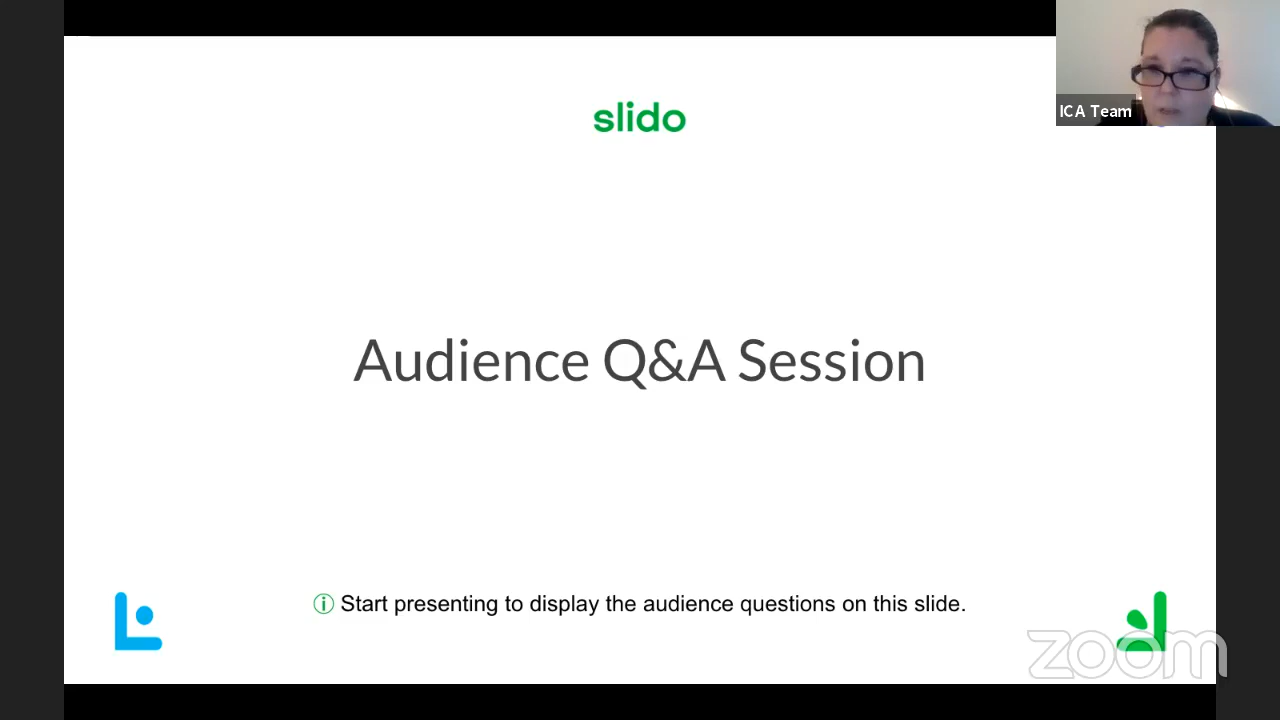 slido
ICA Team
Audience Q&A Session
Start presenting to display the audience questions on this slide.
zoom